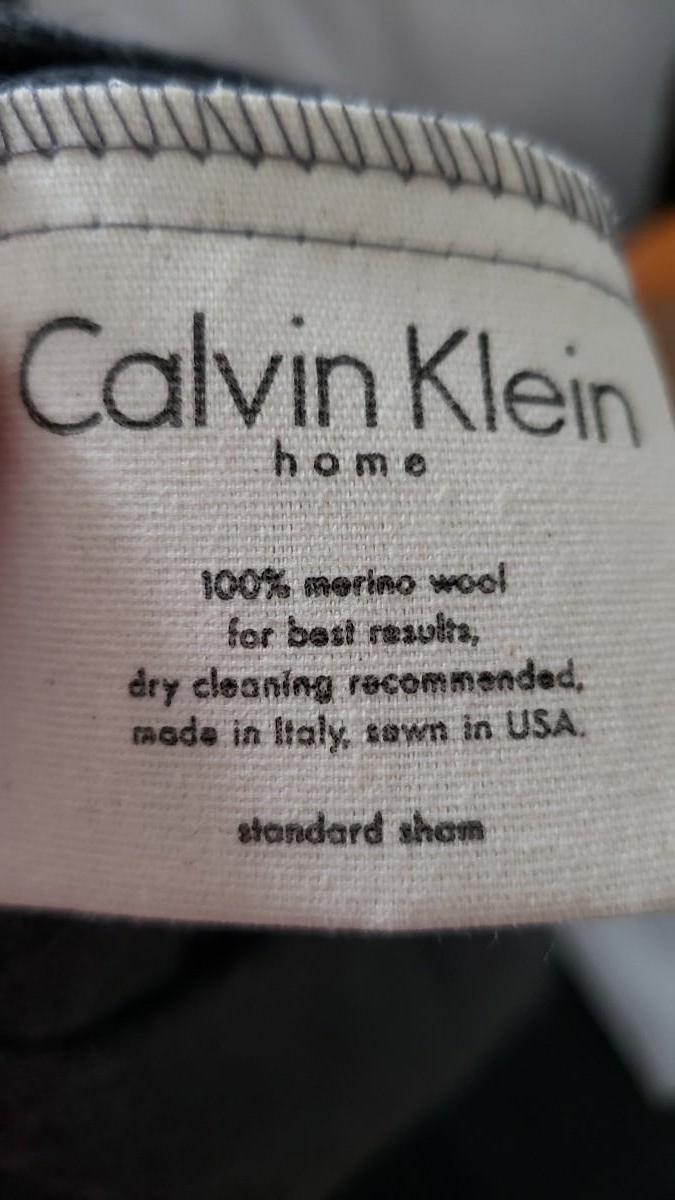 Calvin Klein
home
100% merino wool
for best results,
dry cleaning recommended,
made in Italy, sewn in USA.
standard sham